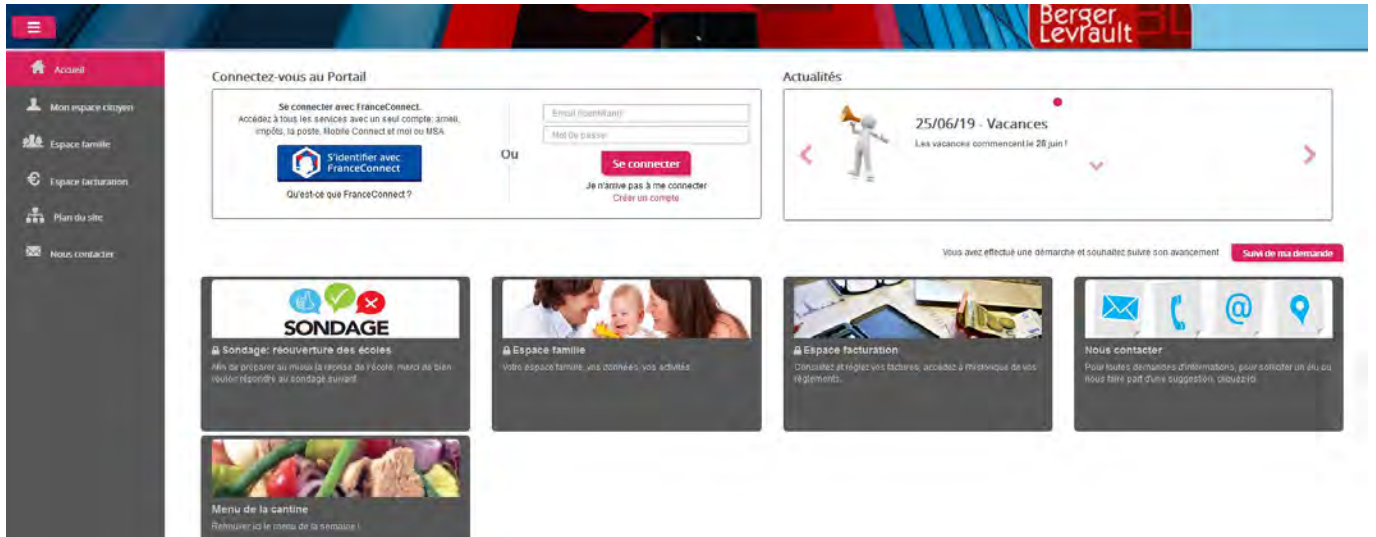 Berger
Levrault
Accueil
Mon espace citoyen
Espace famille
Espace facturation
Plan du site
Nous contacter
Connectez-vous au Portail
Se connecter avec FranceConnect.
Accédez à tous les services avec un seul compte: ameli,
impôts, la poste, Mobile Connect et moi ou MSA
S'identifier avec
FranceConnect
Qu'est-ce que FranceConnect ?
Ou
Email (identifiant)
Mot de passe
Se connecter
Je n'arrive pas à me connecter
Créer un compte
Actualités
25/06/19 - Vacances
Les vacances commencent le 28 juin !
Vous avez effectué une démarche et souhaitez suivre son avancement
Suivi de ma demande
SONDAGE
Sondage: réouverture des écoles
Afin de préparer au mieux la reprise de l'école, merci de bien
vouloir répondre au sondage suivant
Espace famille
Votre espace famille, vos données, vos activités.
Espace facturation
Consultez et réglez vos factures, accédez à l'historique de vos
règlements.
Nous contacter
Pour toutes demandes d'informations, pour solliciter un élu ou
nous faire part d'une suggestion, cliquez ici.
Menu de la cantine
Retrouver ici le menu de la semaine !